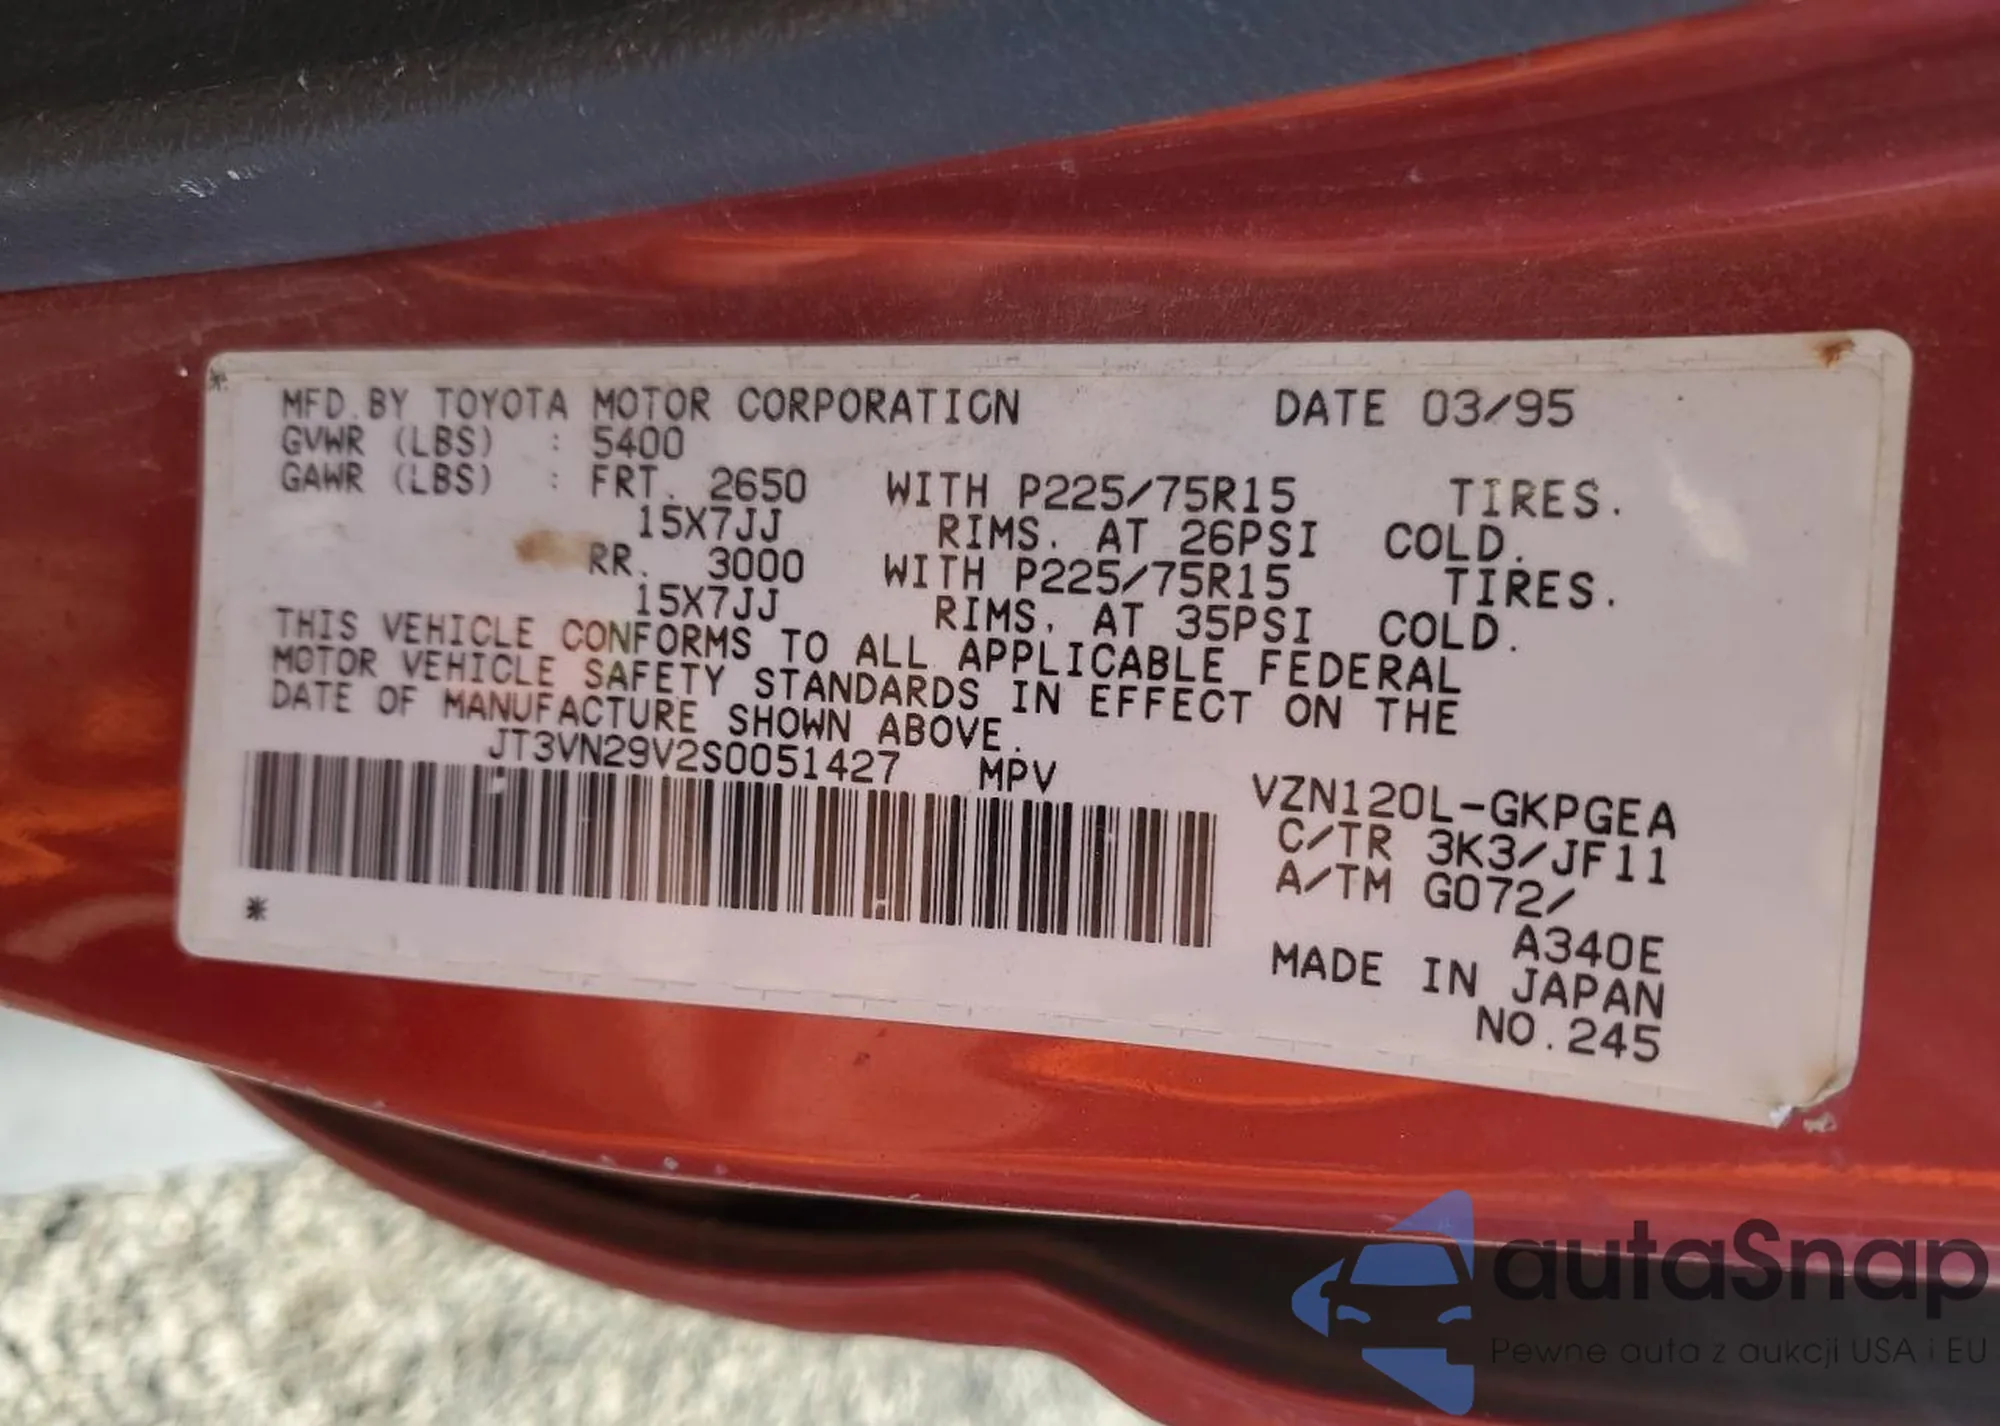 MFD.BY TOYOTA MOTOR CORPORATION DATE 03/95
GVWR (LBS) : 5400
GAWR (LBS) : FRT. 2650 WITH P225/75R15 TIRES.
15X7JJ RIMS. AT 26PSI COLD.
RR. 3000 WITH P225/75R15 TIRES.
15X7JJ RIMS. AT 35PSI COLD.
THIS VEHICLE CONFORMS TO ALL APPLICABLE FEDERAL
MOTOR VEHICLE SAFETY STANDARDS IN EFFECT ON THE
DATE OF MANUFACTURE SHOWN ABOVE.
JT3VN29V2S0051427 MPV
VZN120L-GKPGEA
C/TR 3K3/JF11
A/TM G072/
A340E
MADE IN JAPAN
NO.245
autaSnap
Pewne auta z aukcji USA i EU